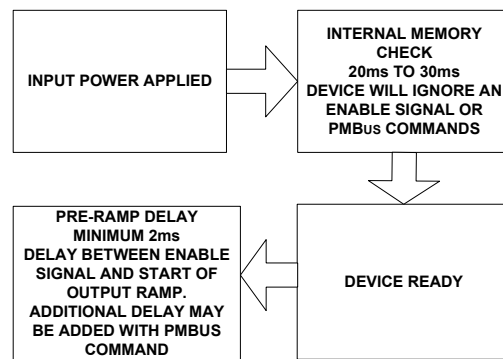 INPUT POWER APPLIED
INTERNAL MEMORY
CHECK
20ms TO 30ms
DEVICE WILL IGNORE AN
ENABLE SIGNAL OR
PMBUS COMMANDS
DEVICE READY
PRE-RAMP DELAY
MINIMUM 2ms
DELAY BETWEEN ENABLE
SIGNAL AND START OF
OUTPUT RAMP.
ADDITIONAL DELAY MAY
BE ADDED WITH PMBUS
COMMAND